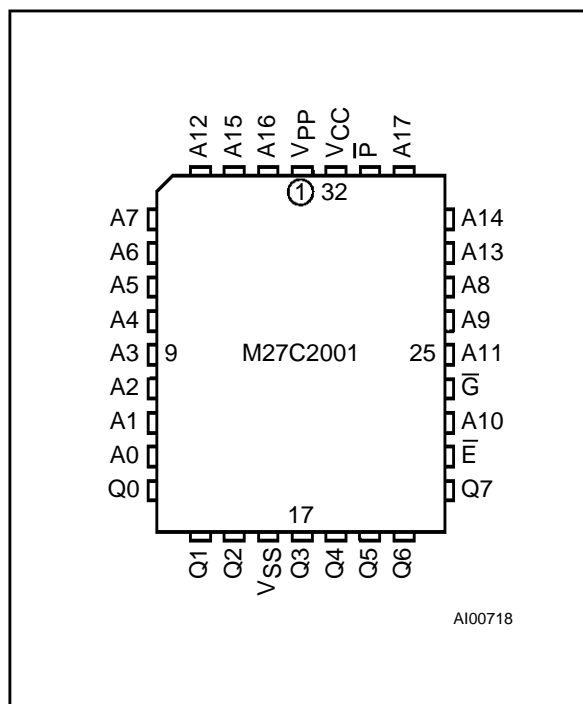 A12 A15 A16 VPP VCC P̅ A17
1 32
A7 A14
A6 A13
A5 A8
A4 A9
A3 9 M27C2001 25 A11
A2 G̅
A1 A10
A0 E̅
Q0 Q7
17
Q1 Q2 VSS Q3 Q4 Q5 Q6
AI00718